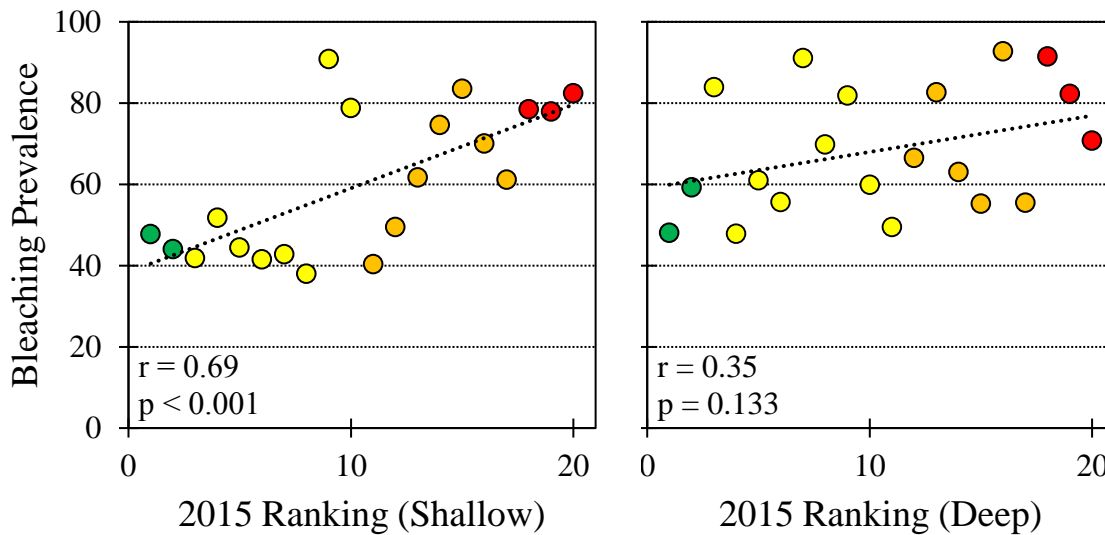 Bleaching Prevalence
100
80
60
40
20
0
r = 0.69
p < 0.001
0
10
20
2015 Ranking (Shallow)
r = 0.35
p = 0.133
0
10
20
2015 Ranking (Deep)